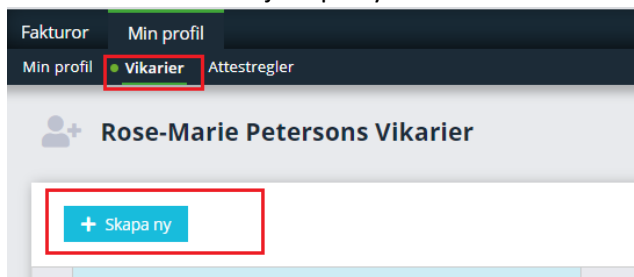 Fakturor Min profil
Min profil Vikarier Attestregler
Rose-Marie Petersons Vikarier
+ Skapa ny